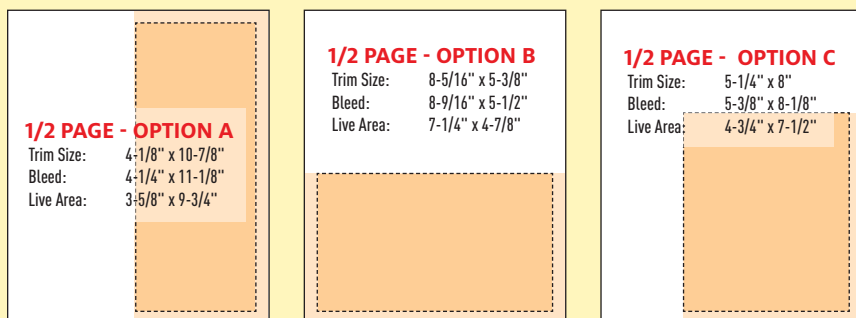 1/2 PAGE - OPTION A
Trim Size: 4-1/8" x 10-7/8"
Bleed: 4-1/4" x 11-1/8"
Live Area: 3-5/8" x 9-3/4"
1/2 PAGE - OPTION B
Trim Size: 8-5/16" x 5-3/8"
Bleed: 8-9/16" x 5-1/2"
Live Area: 7-1/4" x 4-7/8"
1/2 PAGE - OPTION C
Trim Size: 5-1/4" x 8"
Bleed: 5-3/8" x 8-1/8"
Live Area: 4-3/4" x 7-1/2"